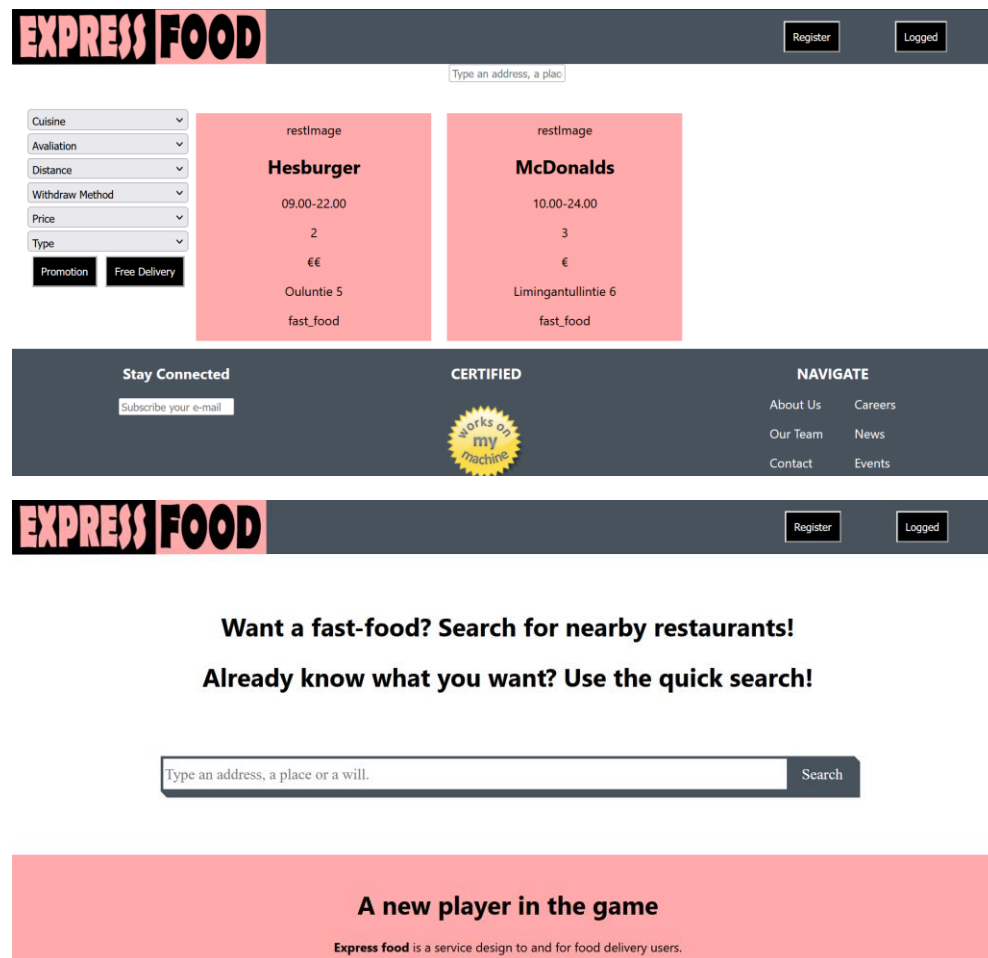 EXPRESS FOOD
Register
Logged
Type an address, a plac
Cuisine
Avaliation
Distance
Withdraw Method
Price
Type
Promotion
Free Delivery
restImage
Hesburger
09.00-22.00
2
€€
Ouluntie 5
fast_food
restImage
McDonalds
10.00-24.00
3
€
Limingantullintie 6
fast_food
Stay Connected
Subscribe your e-mail
CERTIFIED
works on
my
machine
NAVIGATE
About Us Careers
Our Team News
Contact Events
EXPRESS FOOD
Register
Logged
Want a fast-food? Search for nearby restaurants!
Already know what you want? Use the quick search!
Type an address, a place or a will.
Search
A new player in the game
Express food is a service design to and for food delivery users.